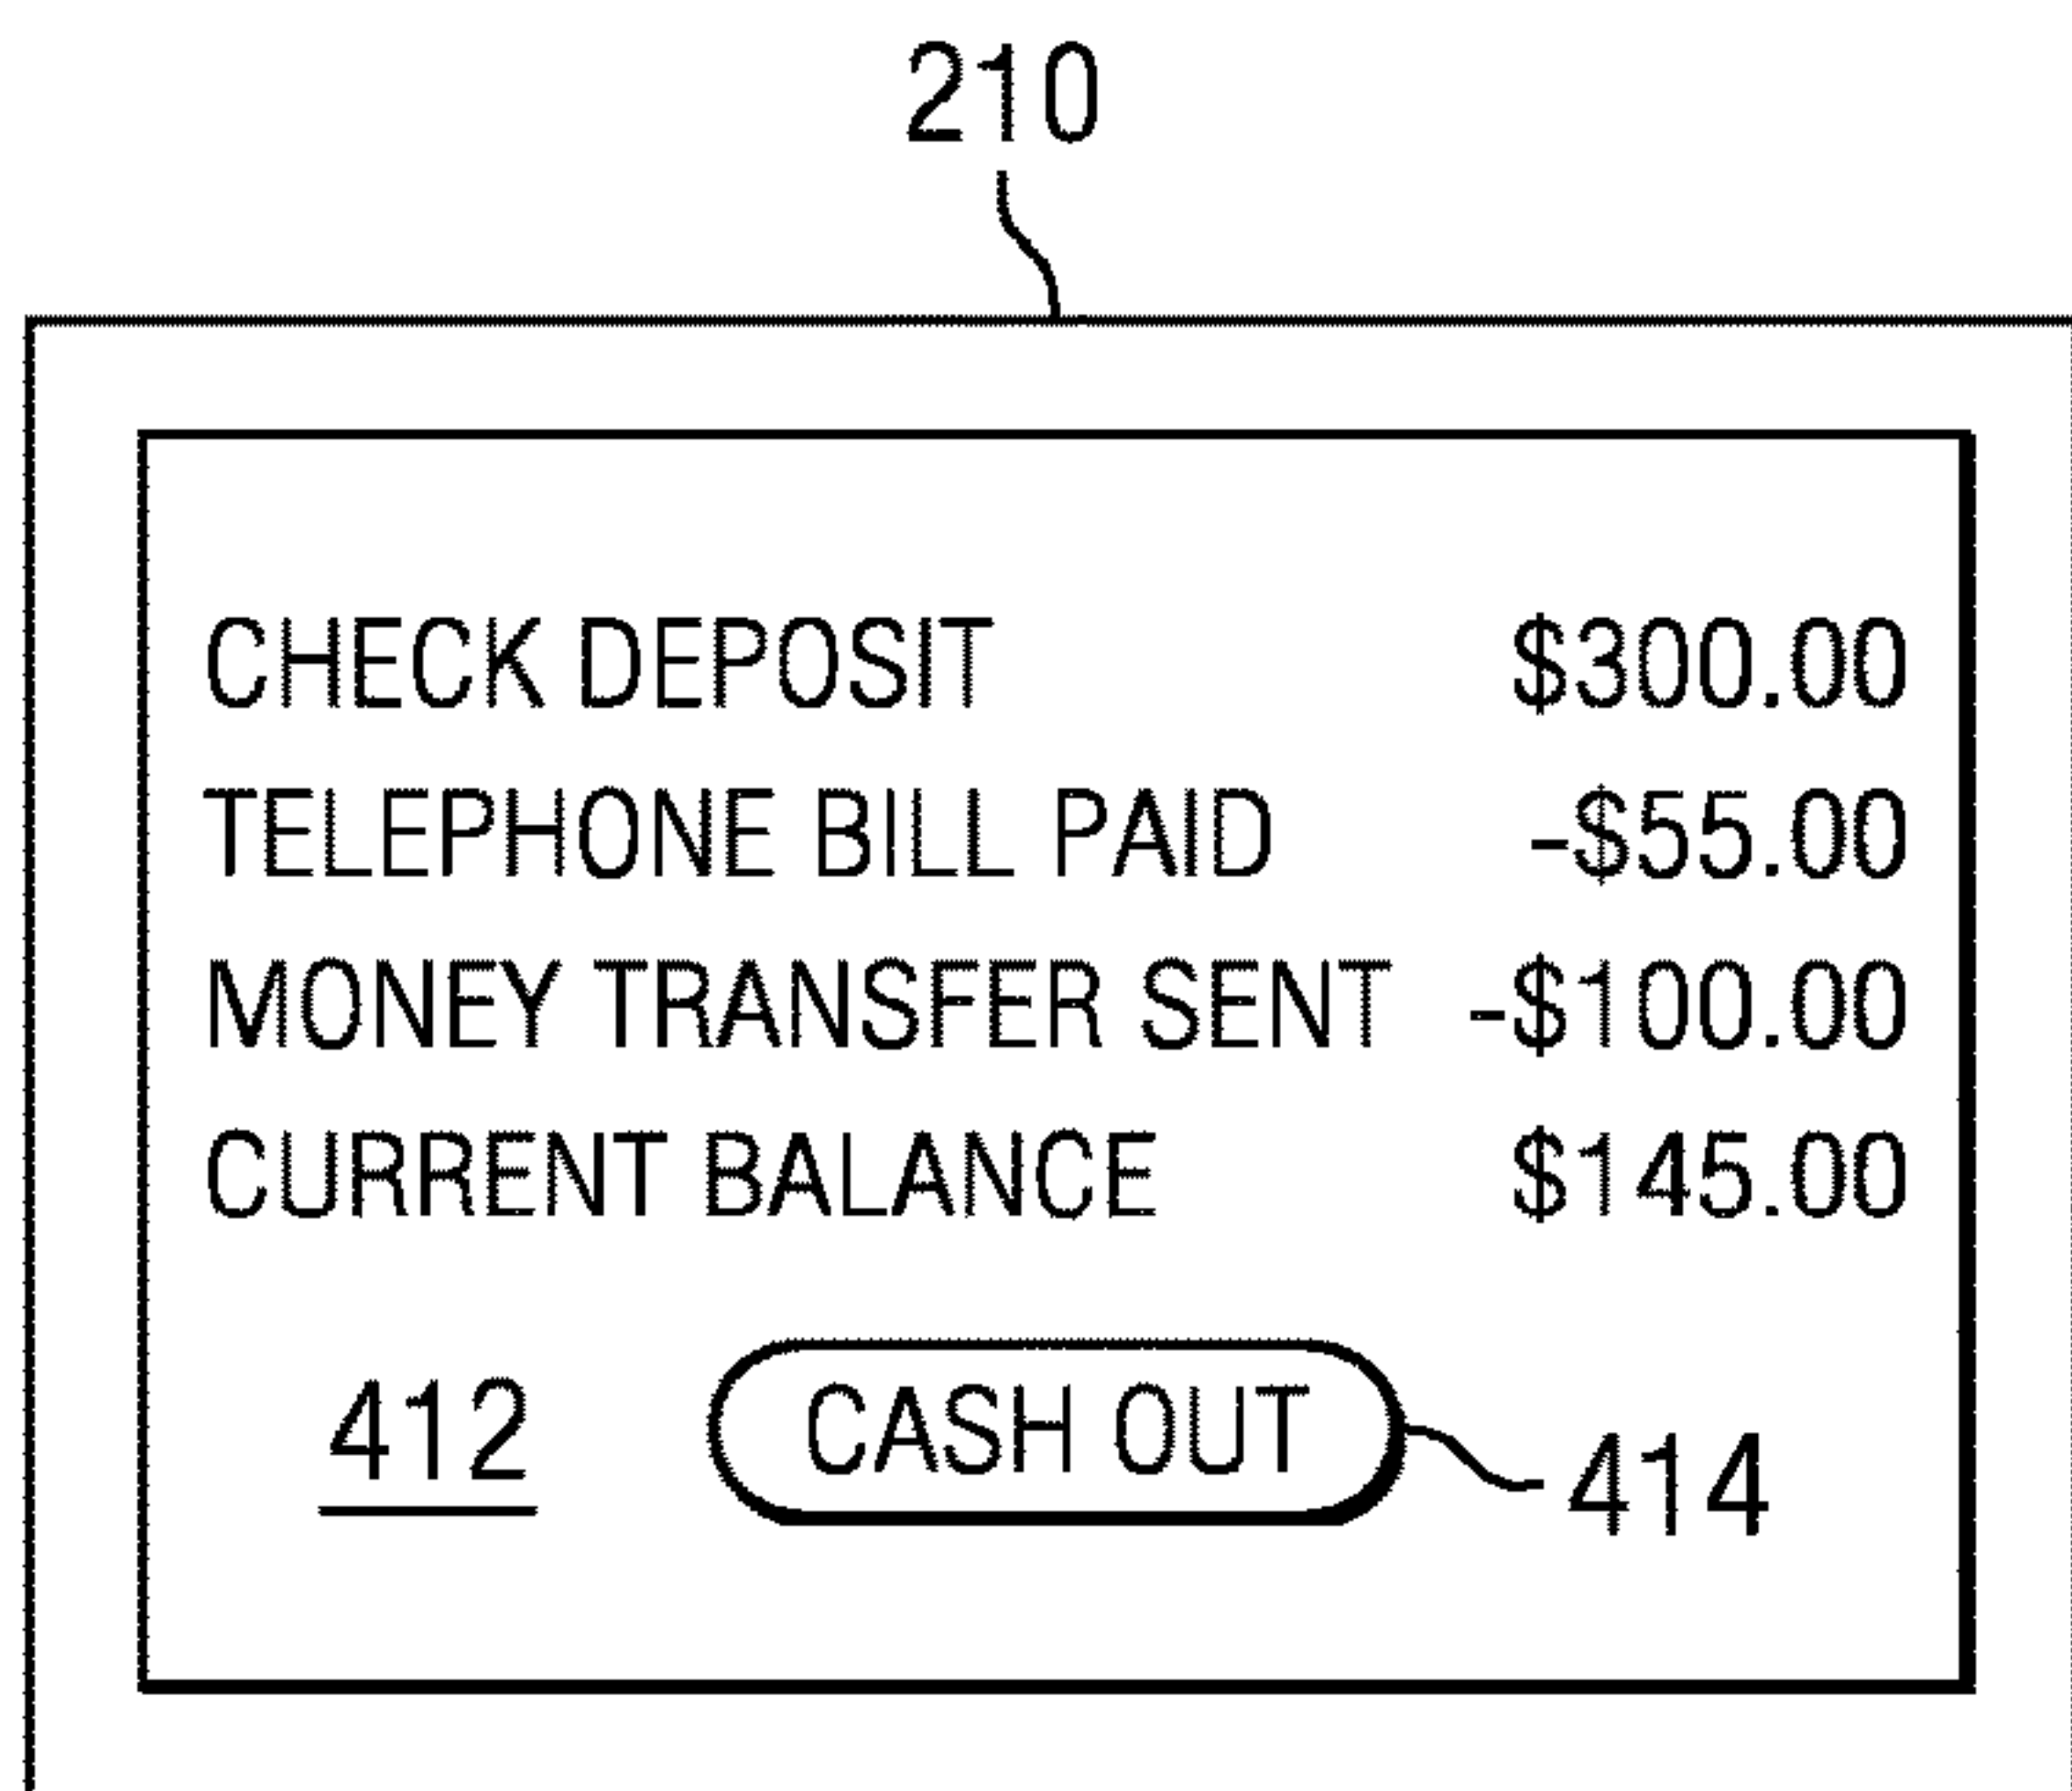 210
CHECK DEPOSIT $300.00
TELEPHONE BILL PAID -$55.00
MONEY TRANSFER SENT -$100.00
CURRENT BALANCE $145.00
412 CASH OUT 414